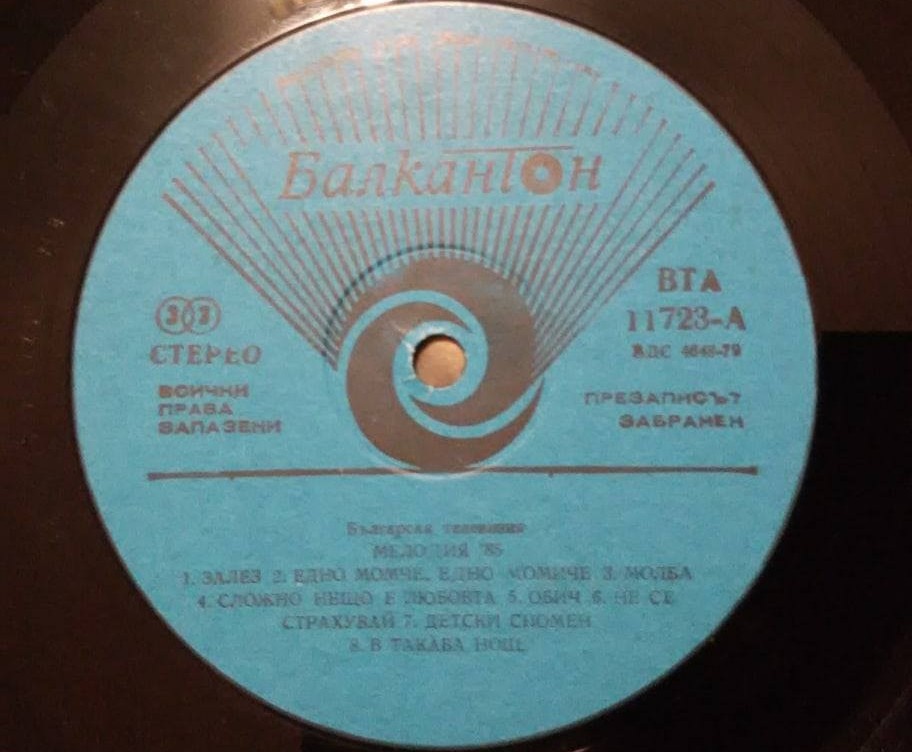 Балкантон
ВТА
11723-А
33
СТЕРЕО
ВСИЧКИ
ПРАВА
ЗАПАЗЕНИ
ПРЕЗАПИСЪТ
ЗАБРАНЕН
Българска телевизия
МЕЛОДИЯ '85
1. ЗАЛЕЗ 2. ЕДНО МОМЧЕ, ЕДНО МОМИЧЕ 3. МОЛБА
4. СЛОЖНО НЕЩО Е ЛЮБОВТА 5. ОБИЧ 6. НЕ СЕ
СТРАХУВАЙ 7. ДЕТСКИ СПОМЕН
8. В ТАКАВА НОЩ